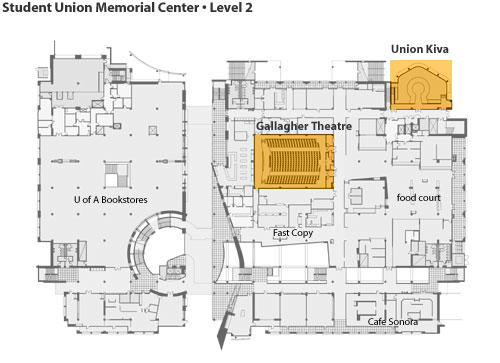 Student Union Memorial Center • Level 2
Union Kiva
Gallagher Theatre
U of A Bookstores
food court
Fast Copy
Cafe Sonora